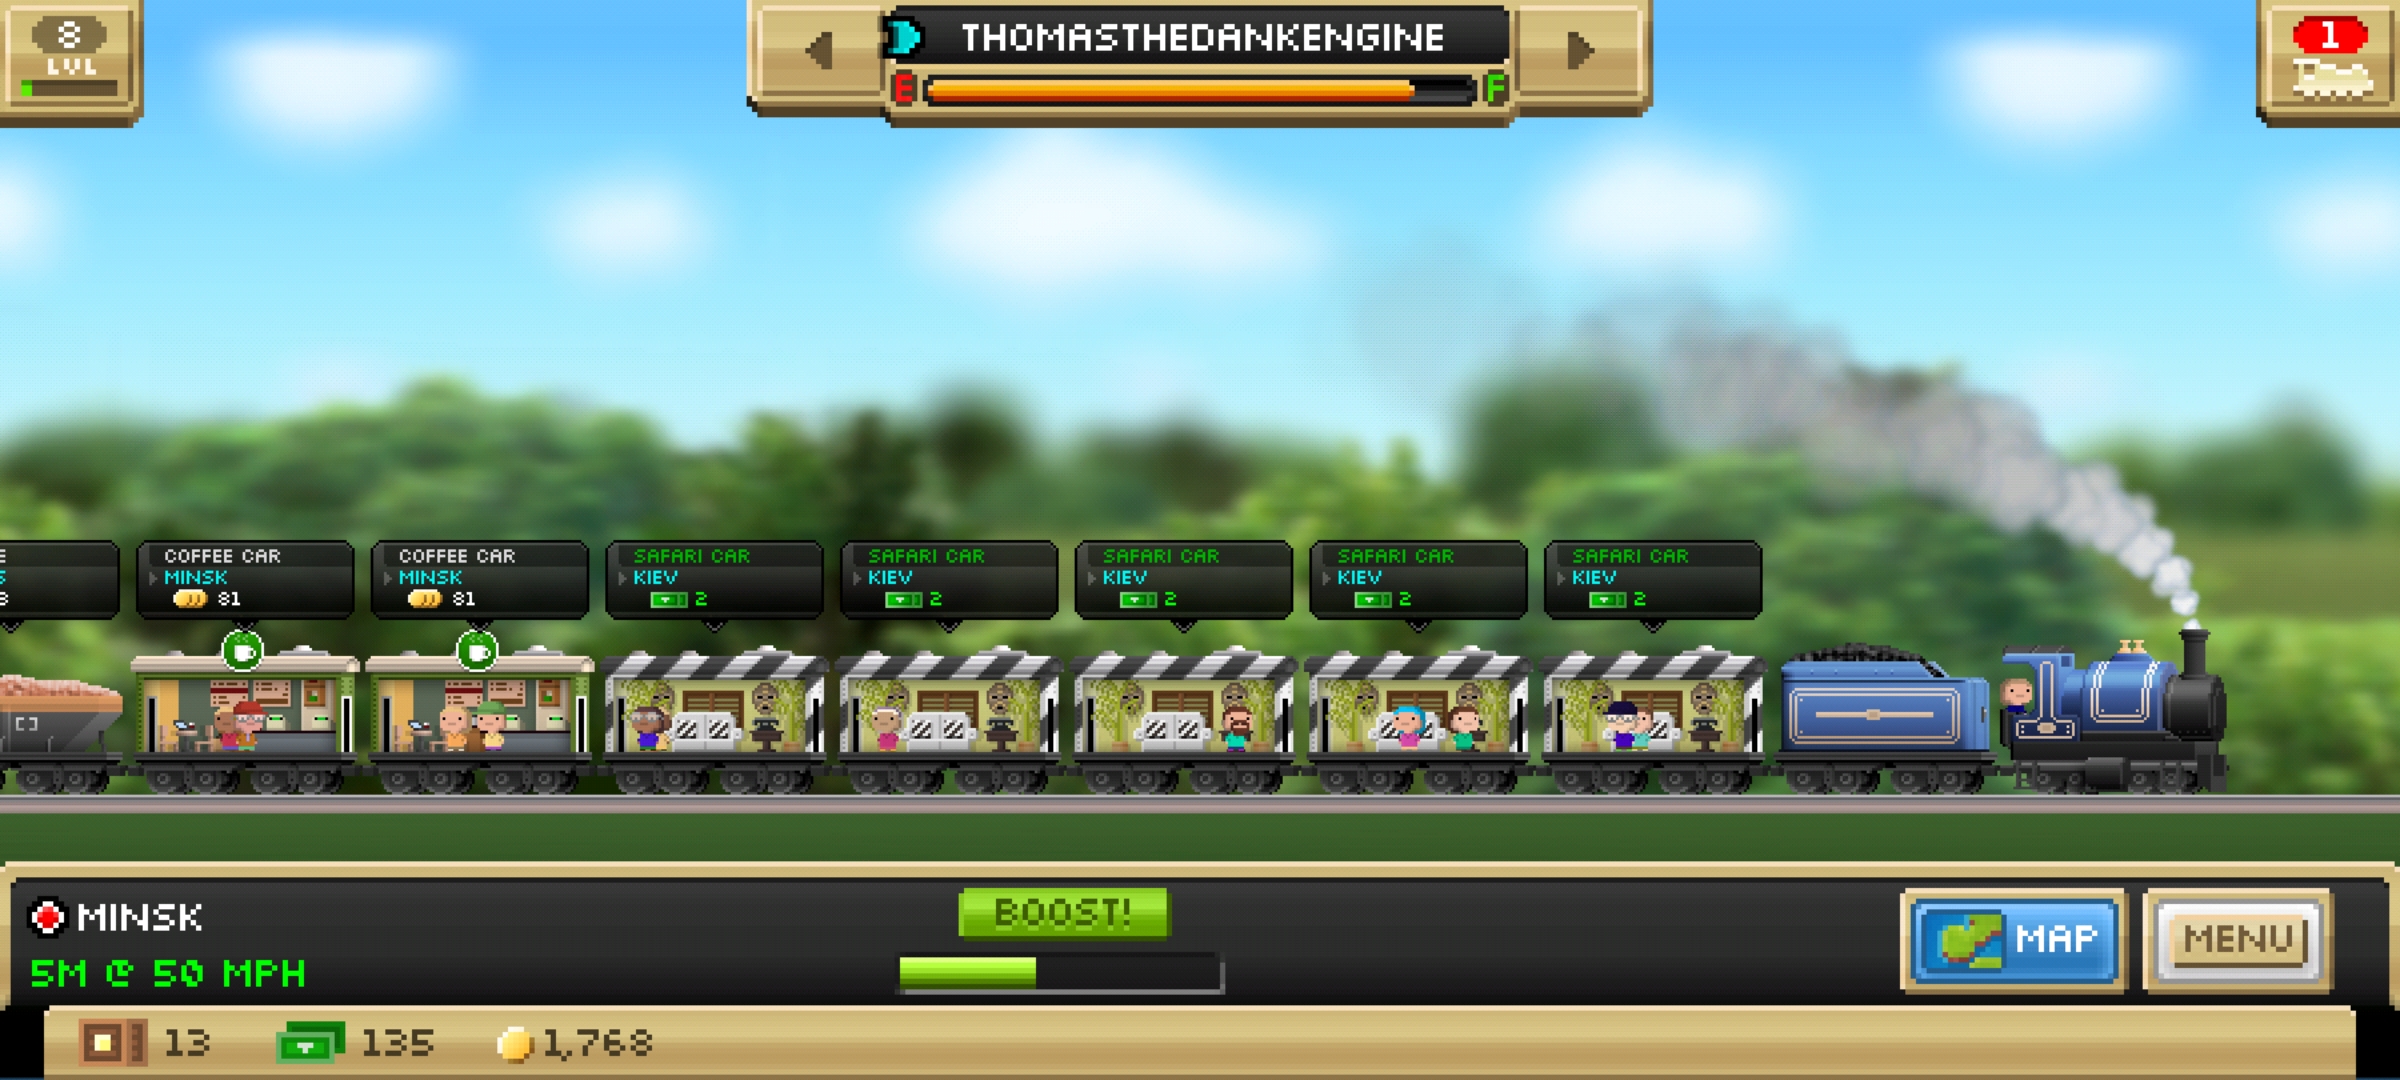 8
LVL
THOMASTHEDANKENGINE
E F
1
COFFEE CAR
MINSK
81
COFFEE CAR
MINSK
81
SAFARI CAR
KIEV
2
SAFARI CAR
KIEV
2
SAFARI CAR
KIEV
2
SAFARI CAR
KIEV
2
SAFARI CAR
KIEV
2
MINSK
5M @ 50 MPH
BOOST!
MAP
MENU
13
135
1,768